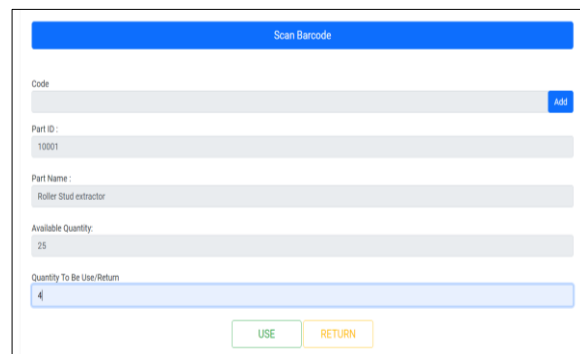 Scan Barcode
Code
Add
Part ID :
10001
Part Name :
Roller Stud extractor
Available Quantity:
25
Quantity To Be Use/Return
4
USE RETURN